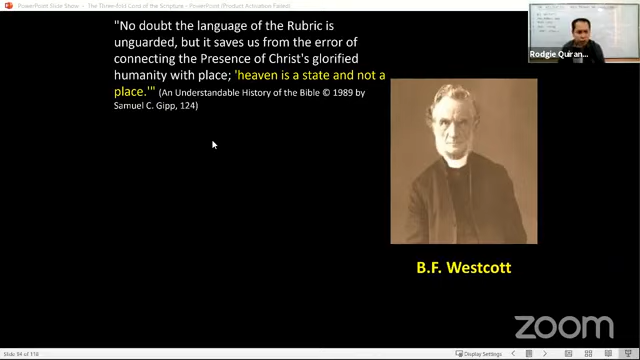 PowerPoint Slide Show - The Three-Fold Cord of the Scripture - PowerPoint (Product Activation Failed)
"No doubt the language of the Rubric is
unguarded, but it saves us from the error of
connecting the Presence of Christ's glorified
humanity with place; 'heaven is a state and not a
place.'" (An Understandable History of the Bible © 1989 by
Samuel C. Gipp, 124)
Rodgie Quiran...
B.F. Westcott
zoom
Slide 94 of 118
Display Settings